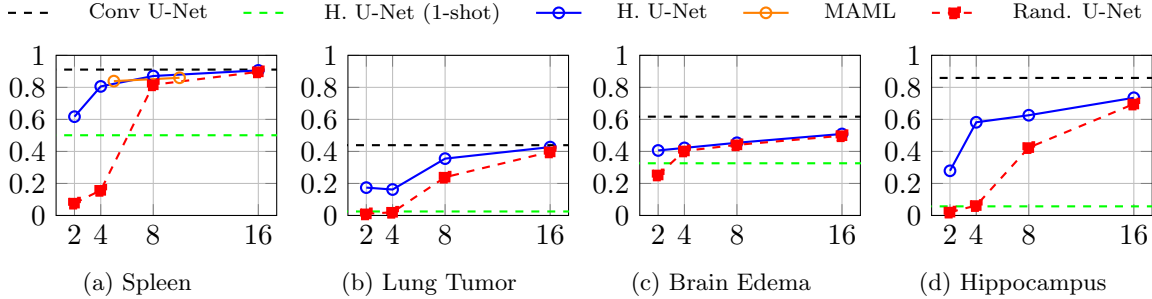 Conv U-Net H. U-Net (1-shot) H. U-Net MAML Rand. U-Net
1 1 1 1
0.8 0.8 0.8 0.8
0.6 0.6 0.6 0.6
0.4 0.4 0.4 0.4
0.2 0.2 0.2 0.2
0 0 0 0
2 4 8 16 2 4 8 16 2 4 8 16 2 4 8 16
(a) Spleen (b) Lung Tumor (c) Brain Edema (d) Hippocampus